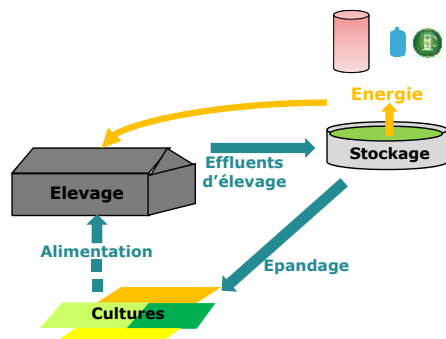 Energie
Effluents
d'élevage
Stockage
Elevage
Alimentation
Epandage
Cultures